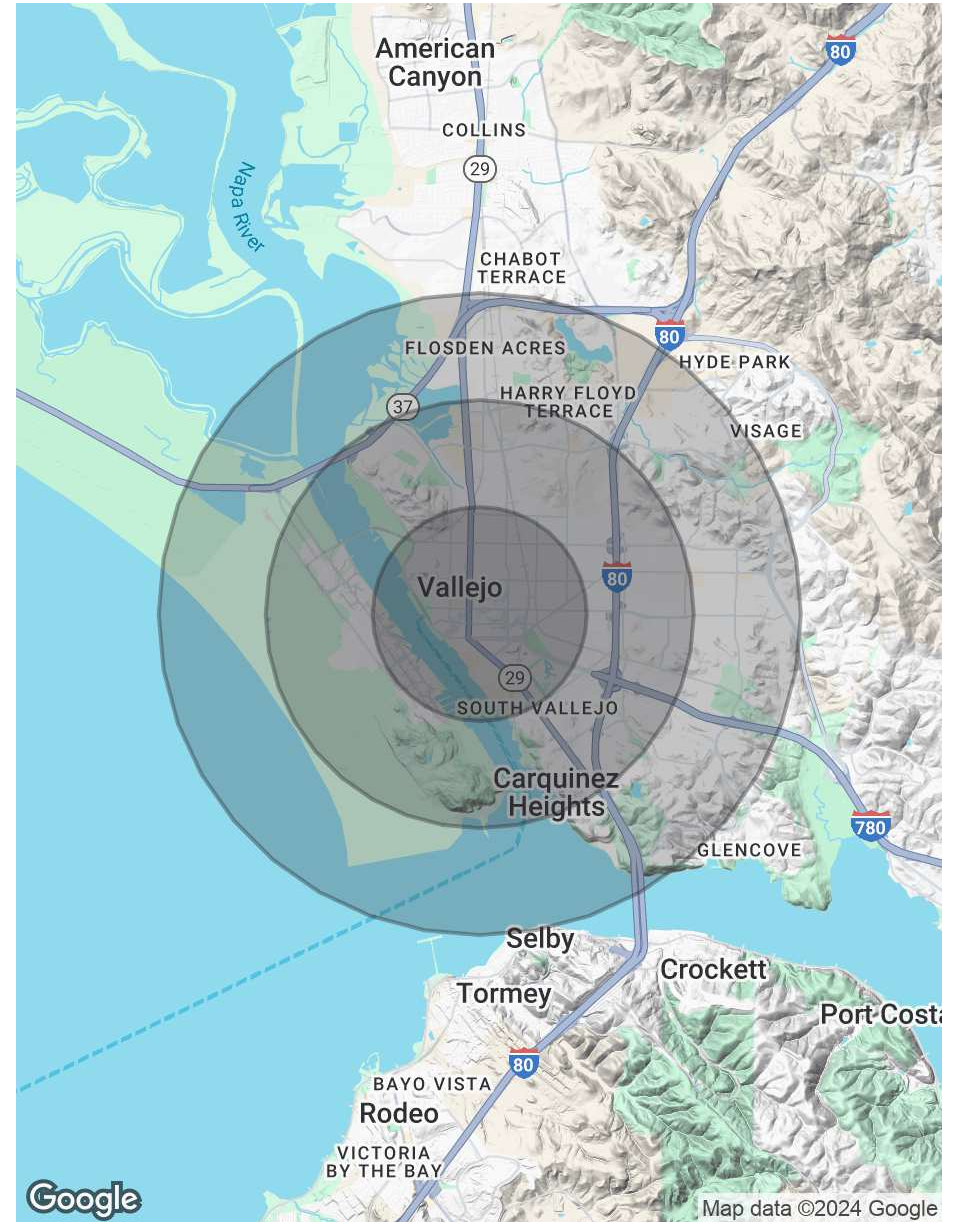 American
Canyon
80
COLLINS
29
Napa River
CHABOT
TERRACE
80
FLOSDEN ACRES
HYDE PARK
HARRY FLOYD
TERRACE
37
VISAGE
80
Vallejo
29
SOUTH VALLEJO
Carquinez
Heights
780
GLENCOVE
Selby
Crockett
Tormey
Port Costa
80
BAYO VISTA
Rodeo
VICTORIA
BY THE BAY
Google
Map data ©2024 Google